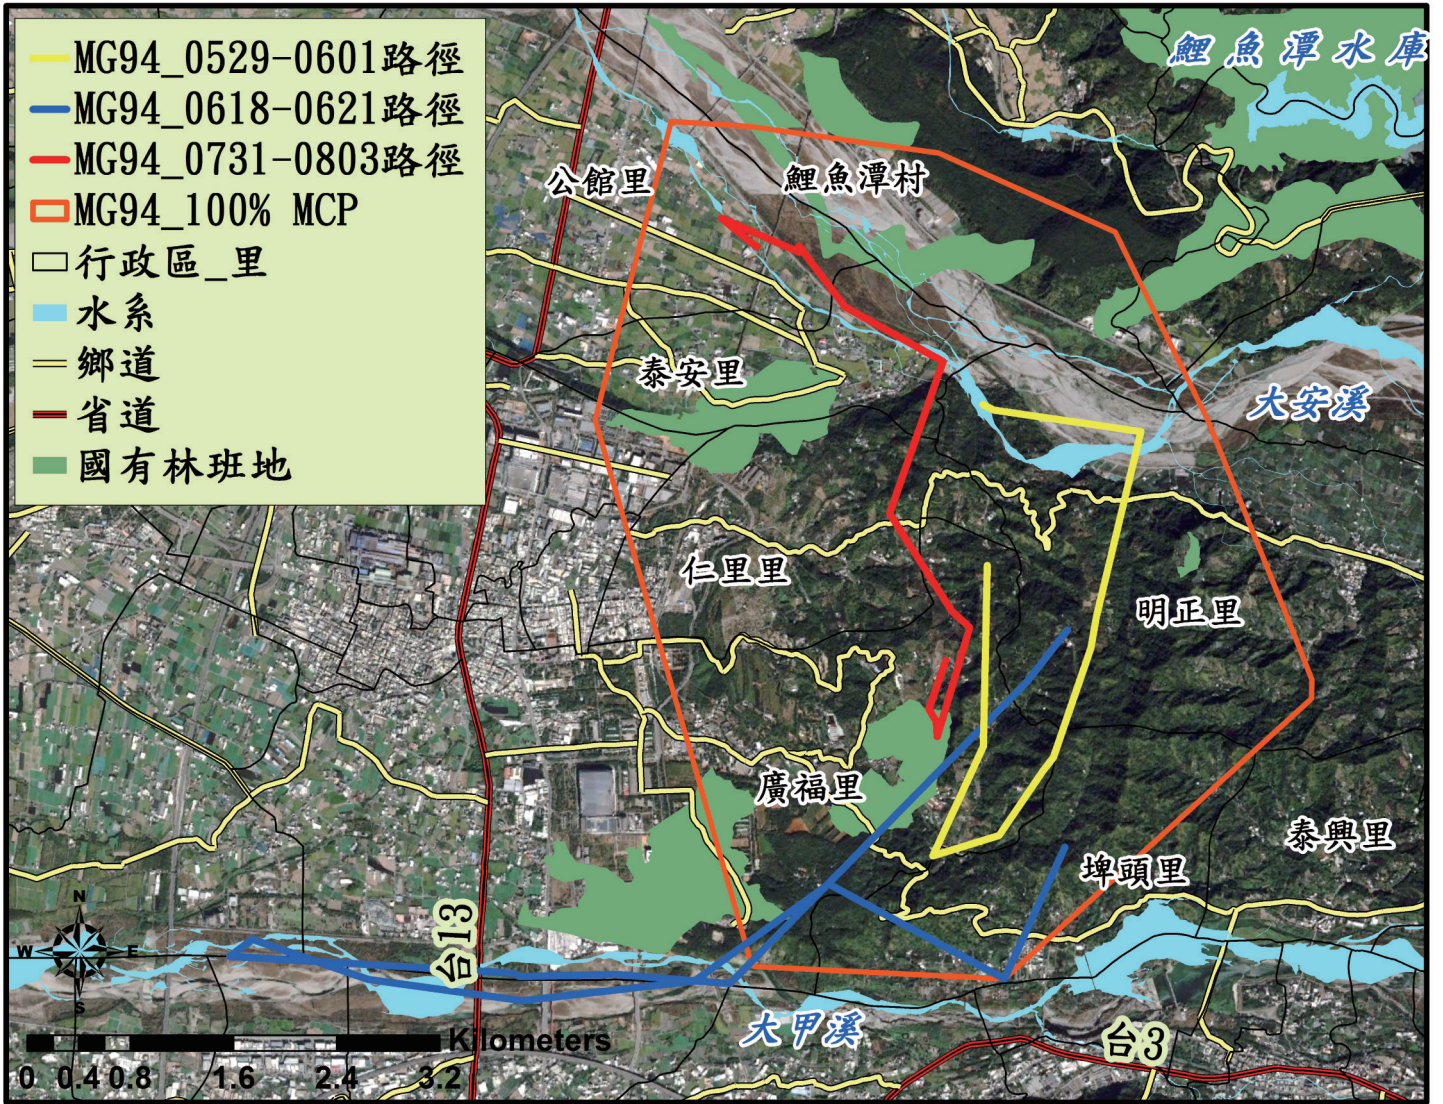 MG94_0529-0601路徑
MG94_0618-0621路徑
MG94_0731-0803路徑
MG94_100% MCP
行政區_里
水系
鄉道
省道
國有林班地
鯉魚潭水庫
公館里
鯉魚潭村
泰安里
大安溪
仁里里
明正里
廣福里
泰興里
埤頭里
台13
大甲溪
台3
N
W
E
S
Kilometers
0 0.4 0.8 1.6 2.4 3.2